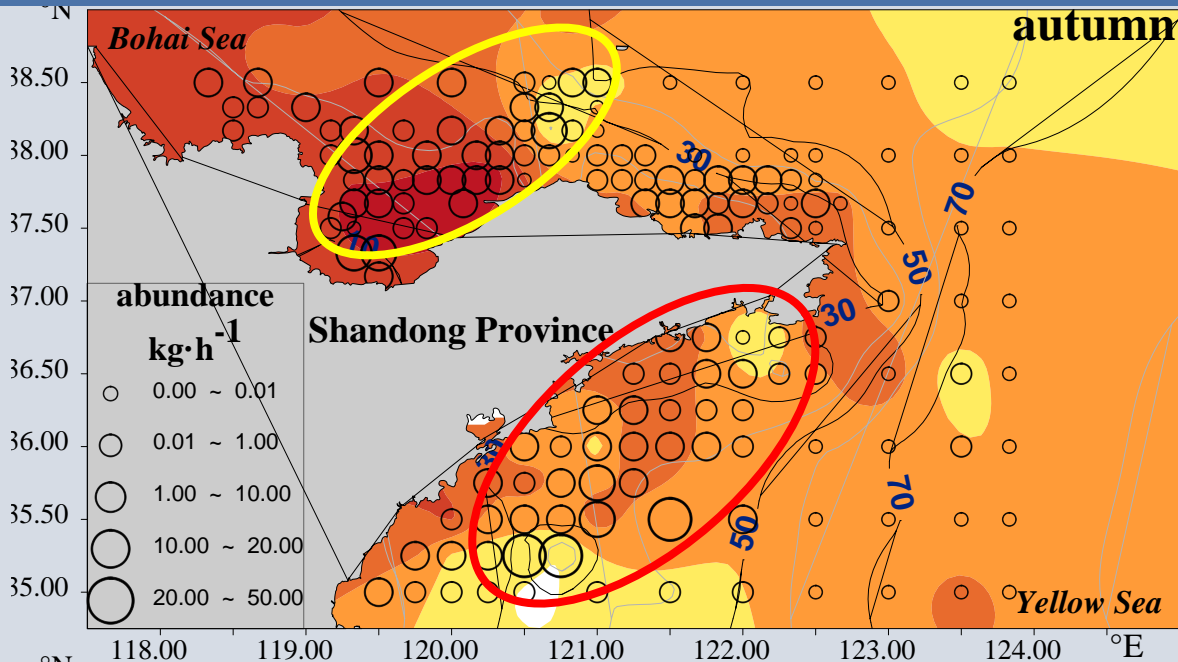 °N
autumn
Bohai Sea
38.50
38.00
30
70
37.50
10
50
37.00
30
abundance
kg·h-1
Shandong Province
36.50
0.00 ~ 0.01
36.00
0.01 ~ 1.00
30
1.00 ~ 10.00
70
35.50
50
10.00 ~ 20.00
35.00
20.00 ~ 50.00
Yellow Sea
°N
118.00 119.00 120.00 121.00 122.00 123.00 124.00 °E